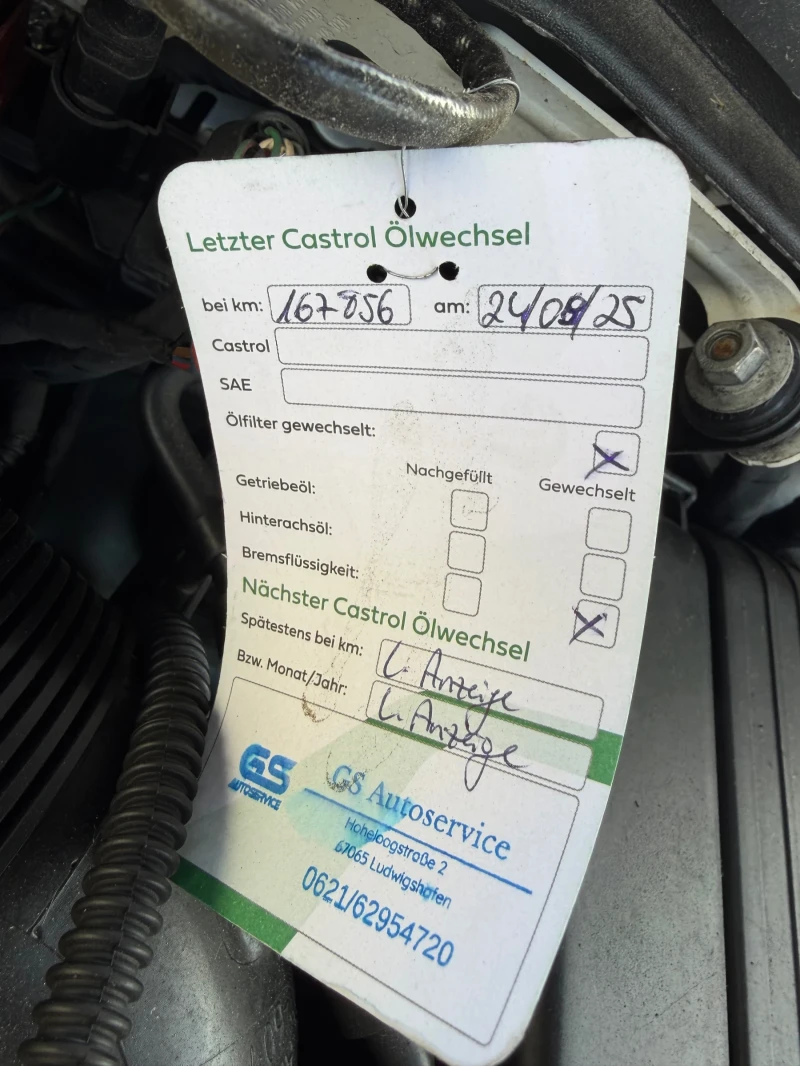 Letzter Castrol Ölwechsel
bei km: 167856 am: 24/09/25
Castrol
SAE
Ölfilter gewechselt: X
Nachgefüllt Gewechselt
Getriebeöl:
Hinterachsöl:
Bremsflüssigkeit: X
Nächster Castrol Ölwechsel
Spätestens bei km: L. Anzeige
Bzw. Monat/Jahr: L. Anzeige
GS
AUTOSERVICE
GS Autoservice
Hoheloogstraße 2
67065 Ludwigshafen
0621/62954720